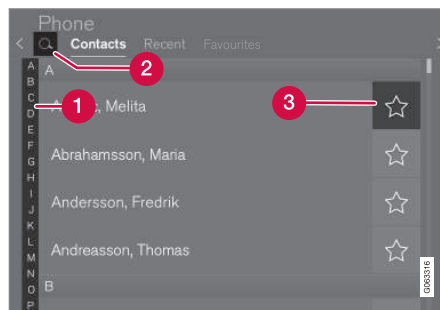 Phone
Contacts Recent Favourites
A
B
C
D
E
F
G
H
I
J
K
L
M
N
O
P
A
Melita
Abrahamsson, Maria
Andersson, Fredrik
Andreasson, Thomas
B
1
2
3
G063316